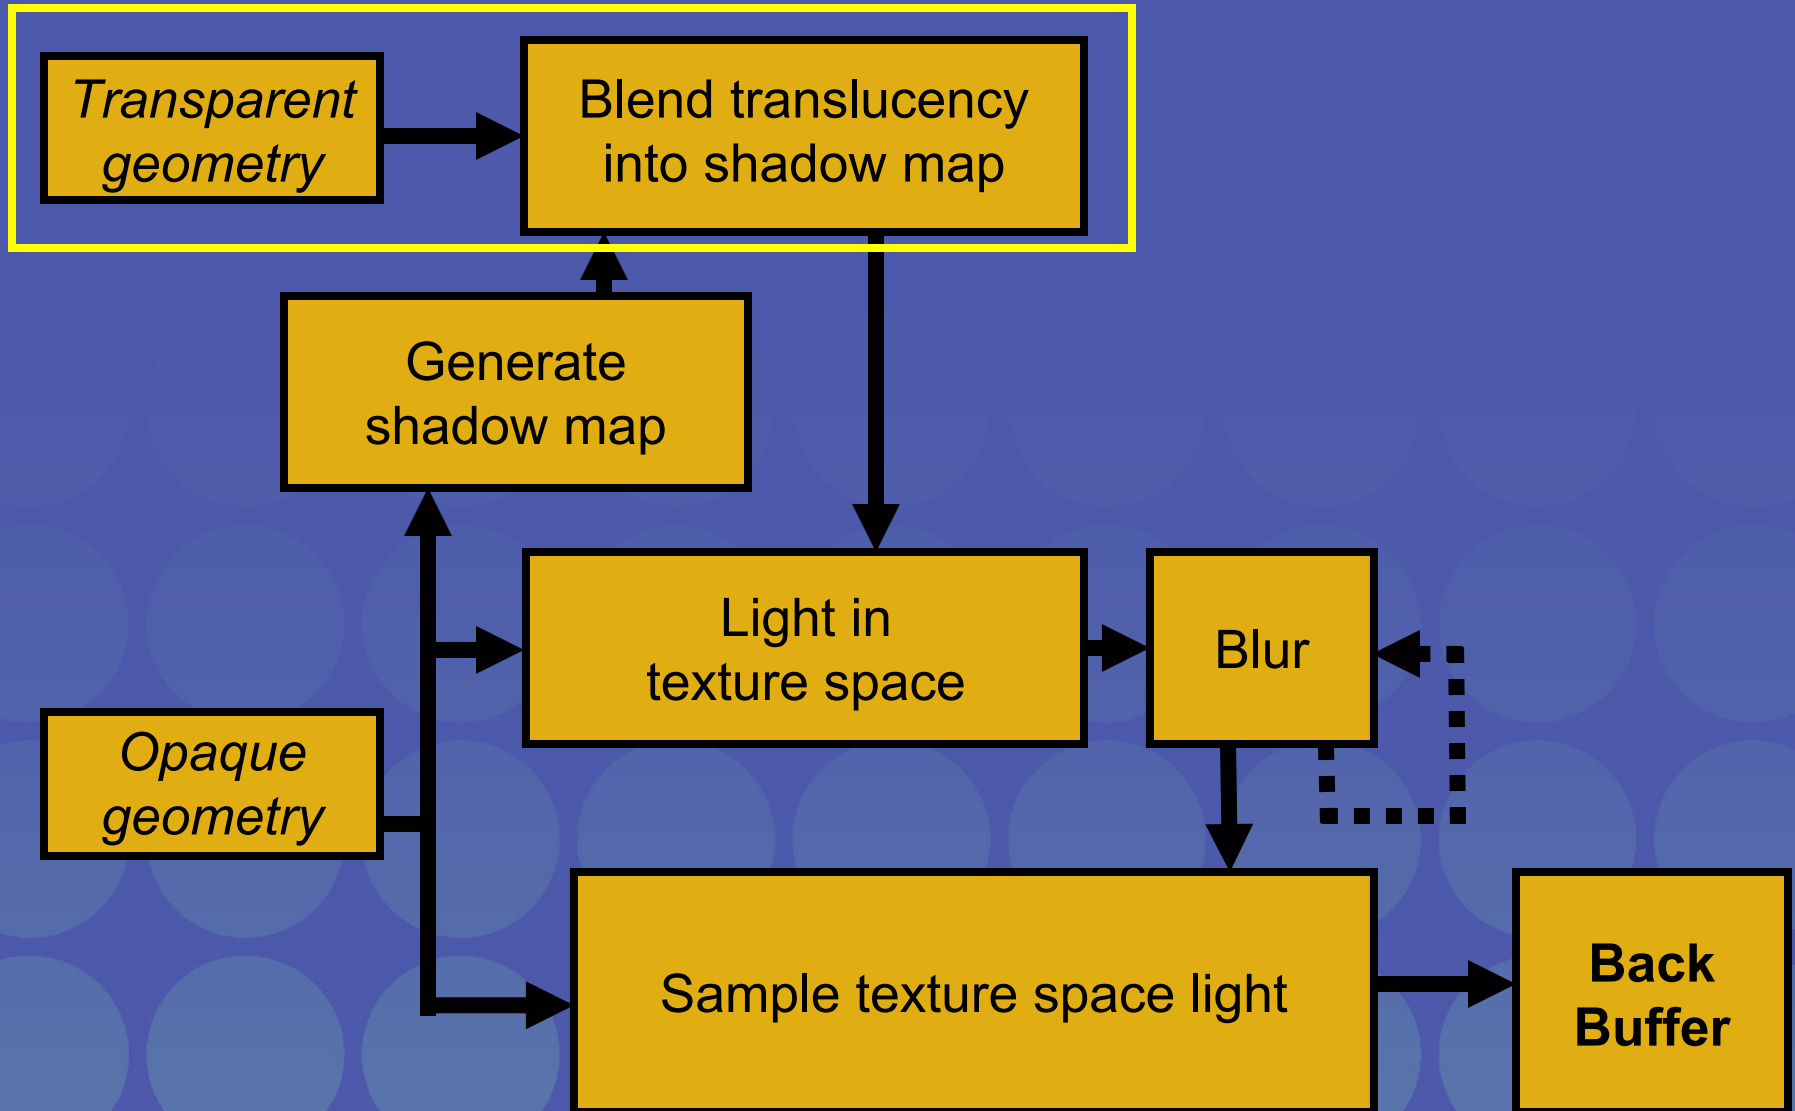 Transparent
geometry
Blend translucency
into shadow map
Generate
shadow map
Light in
texture space
Blur
Opaque
geometry
Sample texture space light
Back
Buffer